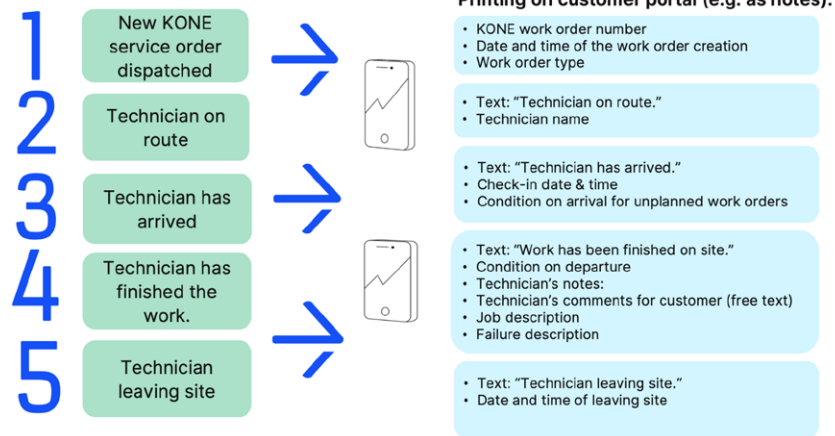 Printing on customer portal (e.g. as notes):
1
New KONE
service order
dispatched
• KONE work order number
• Date and time of the work order creation
• Work order type
2
Technician on
route
• Text: “Technician on route.”
• Technician name
3
Technician has
arrived
• Text: “Technician has arrived.”
• Check-in date & time
• Condition on arrival for unplanned work orders
4
Technician has
finished the
work.
• Text: “Work has been finished on site.”
• Condition on departure
• Technician’s notes:
• Technician’s comments for customer (free text)
• Job description
• Failure description
5
Technician
leaving site
• Text: “Technician leaving site.”
• Date and time of leaving site